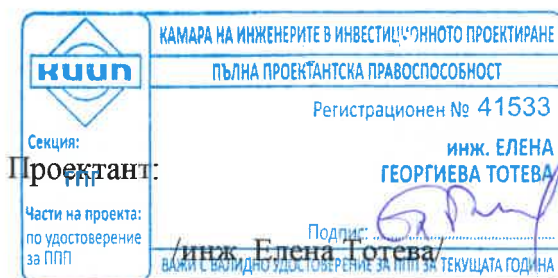 КАМАРА НА ИНЖЕНЕРИТЕ В ИНВЕСТИЦИОННОТО ПРОЕКТИРАНЕ
КИИП
ПЪЛНА ПРОЕКТАНТСКА ПРАВОСПОСОБНОСТ
Регистрационен № 41533
Секция:
инж. ЕЛЕНА
Проектант:
ГЕОРГИЕВА ТОТЕВА
Части на проекта:
по удостоверение
за ППП
Подпис:
/инж. Елена Тотева/
ВАЖИ С ВАЛИДНО УДОСТОВЕРЕНИЕ ЗА ППП ЗА ТЕКУЩАТА ГОДИНА